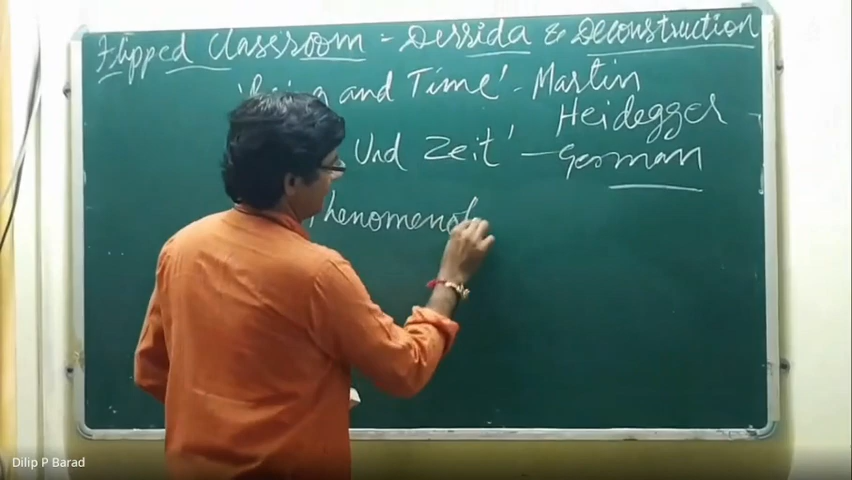 Flipped Classroom = Derrida & Deconstruction
'Being and Time' - Martin
Heidegger
Und Zeit' - German
Phenomenol
Dilip P Barad